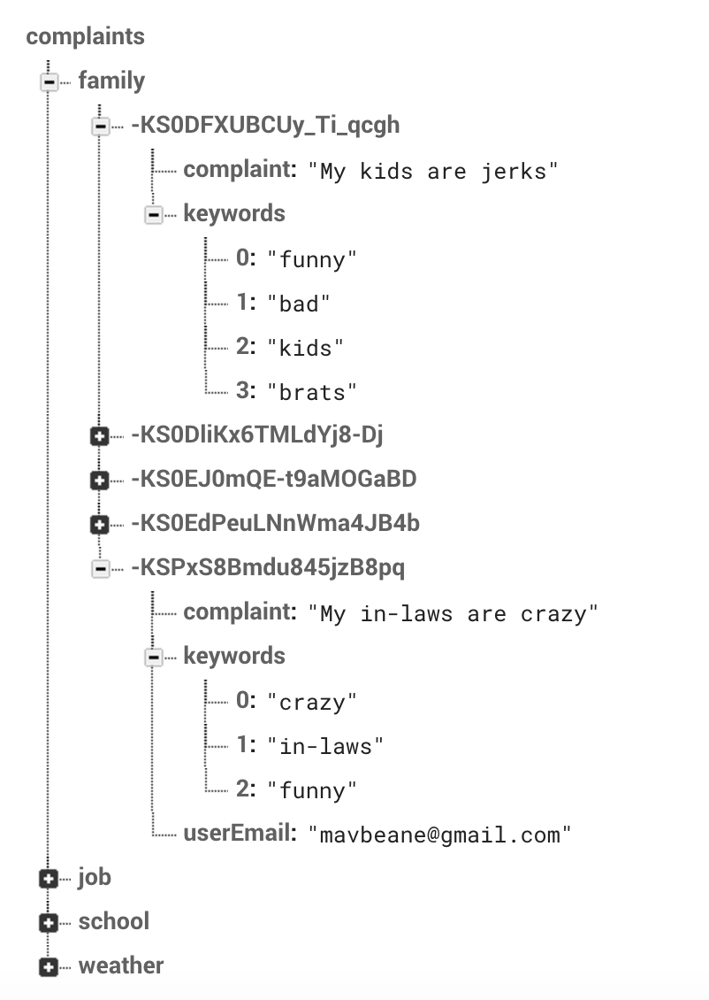 complaints
family
-KS0DFXUBCUy_Ti_qcgh
complaint: "My kids are jerks"
keywords
0: "funny"
1: "bad"
2: "kids"
3: "brats"
-KS0DliKx6TMLdYj8-Dj
-KS0EJ0mQE-t9aMOGaBD
-KS0EdPeuLNnWma4JB4b
-KSPxS8Bmdu845jzB8pq
complaint: "My in-laws are crazy"
keywords
0: "crazy"
1: "in-laws"
2: "funny"
userEmail: "mavbeane@gmail.com"
job
school
weather